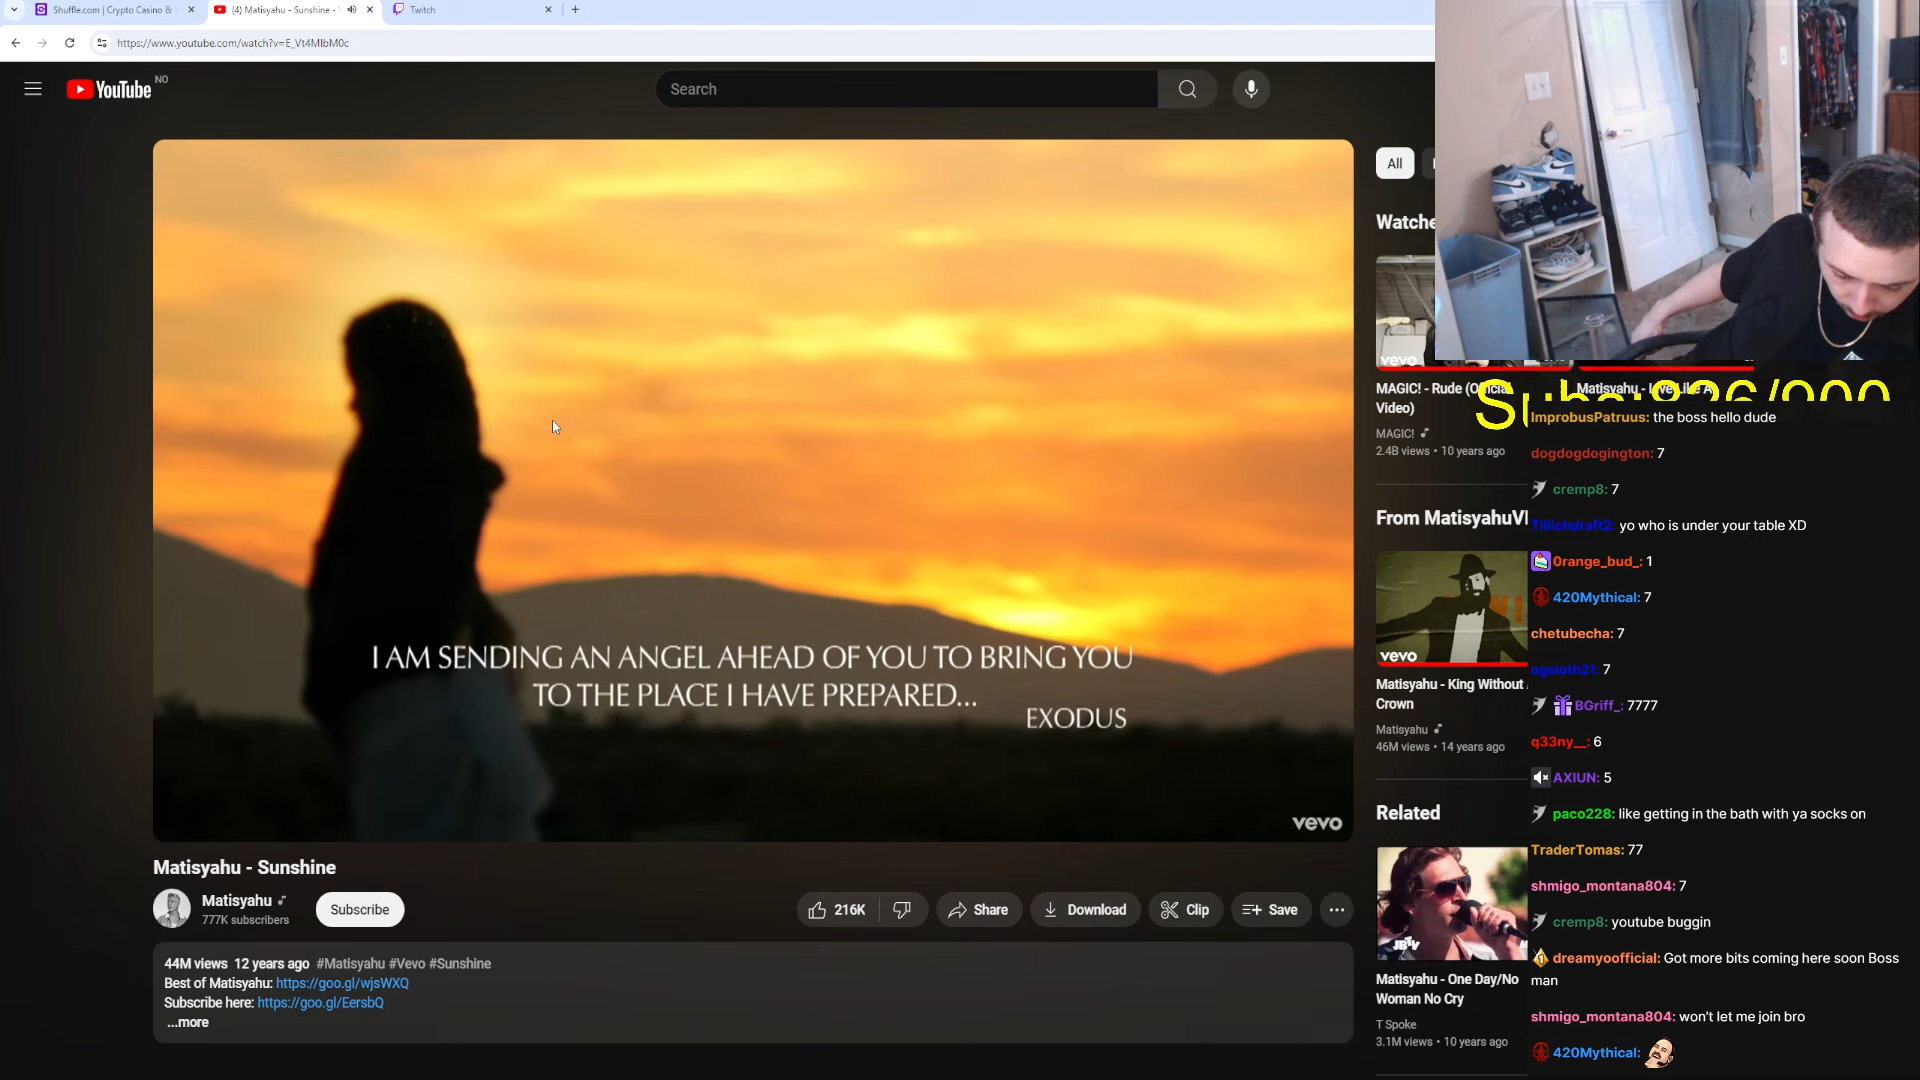 Shuffle.com | Crypto Casino &
(4) Matisyahu - Sunshine -
Twitch
https://www.youtube.com/watch?v=E_Vt4MlbM0c
YouTube NO
Search
I AM SENDING AN ANGEL AHEAD OF YOU TO BRING YOU
TO THE PLACE I HAVE PREPARED...
EXODUS
vevo
Matisyahu - Sunshine
Matisyahu
777K subscribers
Subscribe
216K
Share
Download
Clip
Save
44M views 12 years ago #Matisyahu #Vevo #Sunshine
Best of Matisyahu: https://goo.gl/wjsWXQ
Subscribe here: https://goo.gl/EersbQ
...more
All
vevo
MAGIC! - Rude
Video)
MAGIC!
2.4B views • 10 years ago
Matisyahu -
vevo
Matisyahu - King Without
Crown
Matisyahu
46M views • 14 years ago
Related
JBTV
Matisyahu - One Day/No
Woman No Cry
T Spoke
3.1M views • 10 years ago
ImprobusPatruus: the boss hello dude
dogdogdogington: 7
cremp8: 7
yo who is under your table XD
0range_bud_: 1
420Mythical: 7
chetubecha: 7
ogsloth21: 7
BGriff_: 7777
q33ny__: 6
AXIUN: 5
paco228: like getting in the bath with ya socks on
TraderTomas: 77
shmigo_montana804: 7
cremp8: youtube buggin
dreamyoofficial: Got more bits coming here soon Boss
man
shmigo_montana804: won't let me join bro
420Mythical: